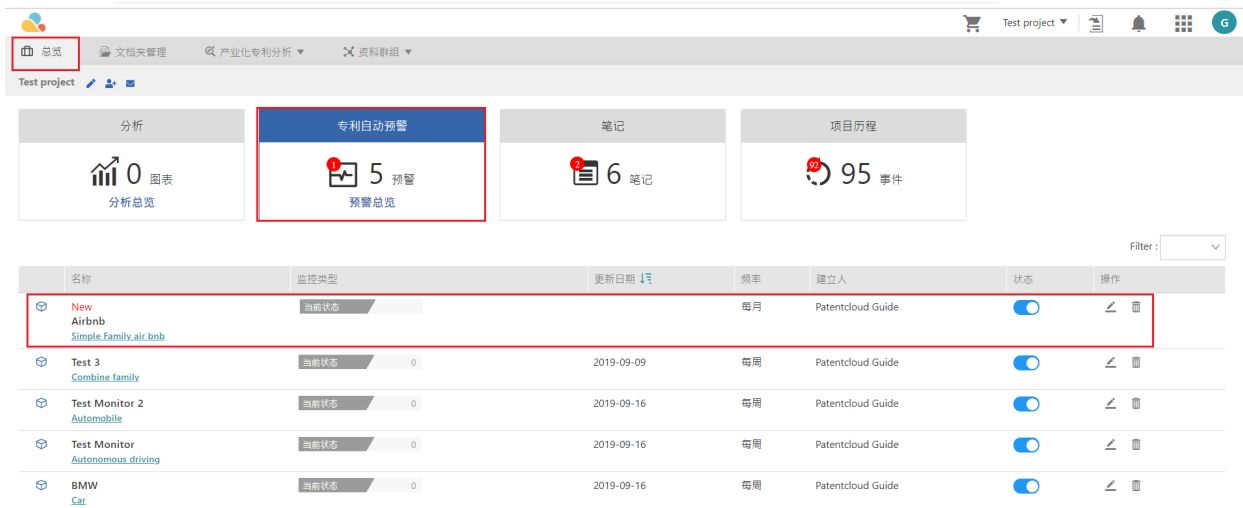 Test project
G
总览 文档夹管理 产业化专利分析 资料群组
Test project
分析 专利自动预警 笔记 项目历程
0 图表 1 5 预警 2 6 笔记 92 95 事件
分析总览 预警总览
Filter :
名称 监控类型 更新日期 频率 建立人 状态 操作
New 当前状态 每月 Patentcloud Guide
Airbnb
Simple Family air bnb
Test 3 当前状态 0 2019-09-09 每周 Patentcloud Guide
Combine family
Test Monitor 2 当前状态 0 2019-09-16 每周 Patentcloud Guide
Automobile
Test Monitor 当前状态 0 2019-09-16 每周 Patentcloud Guide
Autonomous driving
BMW 当前状态 0 2019-09-16 每周 Patentcloud Guide
Car